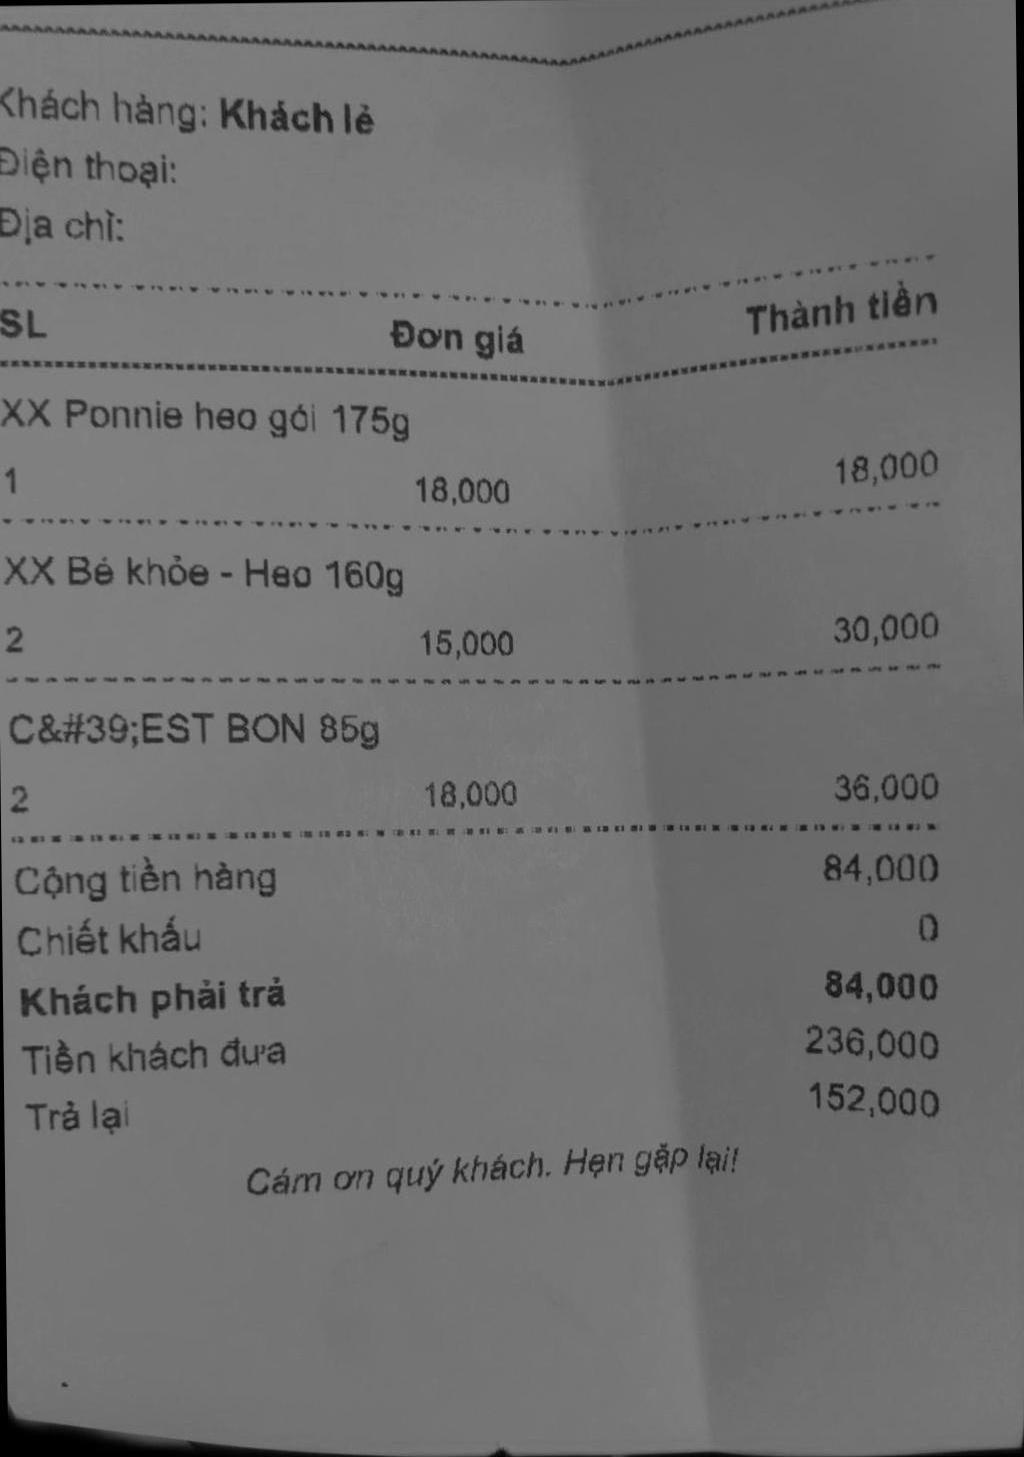 Khách hàng: Khách lẻ
Điện thoại:
Địa chỉ:
SL Đơn giá Thành tiền
XX Ponnie heo gói 175g
1 18,000 18,000
XX Bé khỏe - Heo 160g
2 15,000 30,000
C&#39;EST BON 85g
2 18,000 36,000
Cộng tiền hàng 84,000
Chiết khấu 0
Khách phải trả 84,000
Tiền khách đưa 236,000
Trả lại 152,000
Cám ơn quý khách. Hẹn gặp lại!